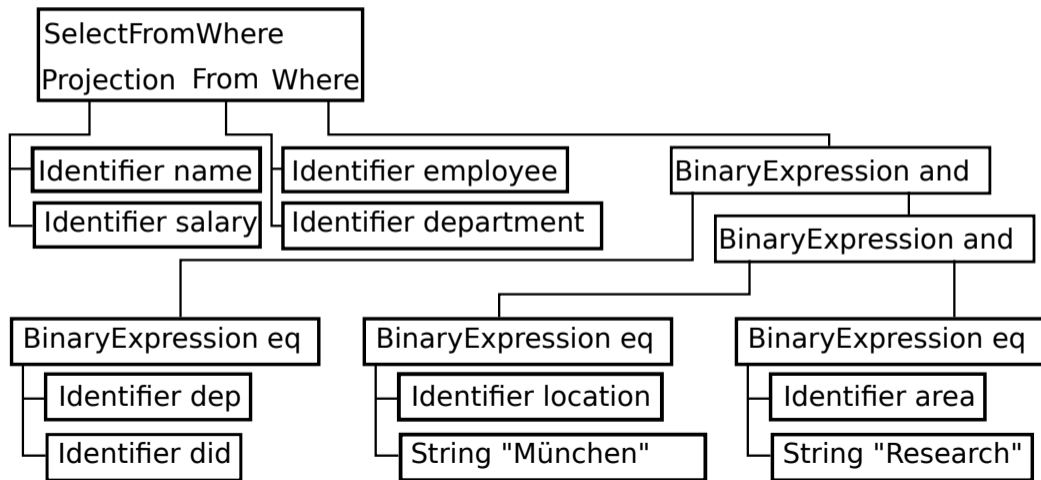 SelectFromWhere
Projection From Where
Identifier name
Identifier employee
BinaryExpression and
Identifier salary
Identifier department
BinaryExpression and
BinaryExpression eq
BinaryExpression eq
BinaryExpression eq
Identifier dep
Identifier location
Identifier area
Identifier did
String "München"
String "Research"